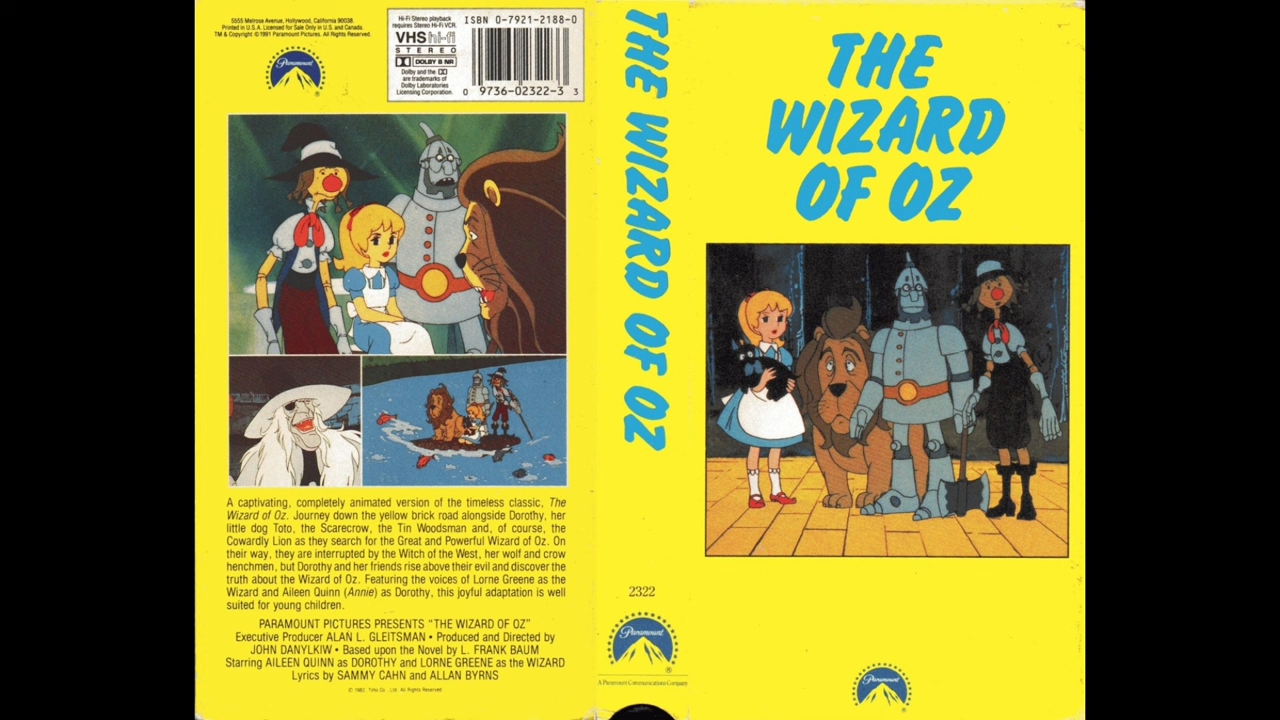 5555 Melrose Avenue, Hollywood, California 90038.
Printed in U.S.A. Licensed for Sale Only in U.S. and Canada.
TM & Copyright © 1991 Paramount Pictures. All Rights Reserved.
Paramount
®
Hi-Fi Stereo playback
requires Stereo Hi-Fi VCR.
VHS hi-fi
STEREO
DOLBY B NR
Dolby and the
are trademarks of
Dolby Laboratories
Licensing Corporation.
ISBN 0-7921-2188-0
0 9736-02322-3 3
A captivating, completely animated version of the timeless classic, The
Wizard of Oz. Journey down the yellow brick road alongside Dorothy, her
little dog Toto, the Scarecrow, the Tin Woodsman and, of course, the
Cowardly Lion as they search for the Great and Powerful Wizard of Oz. On
their way, they are interrupted by the Witch of the West, her wolf and crow
henchmen, but Dorothy and her friends rise above their evil and discover the
truth about the Wizard of Oz. Featuring the voices of Lorne Greene as the
Wizard and Aileen Quinn (Annie) as Dorothy, this joyful adaptation is well
suited for young children.
PARAMOUNT PICTURES PRESENTS "THE WIZARD OF OZ"
Executive Producer ALAN L. GLEITSMAN • Produced and Directed by
JOHN DANYLKIW • Based upon the Novel by L. FRANK BAUM
Starring AILEEN QUINN as DOROTHY and LORNE GREENE as the WIZARD
Lyrics by SAMMY CAHN and ALLAN BYRNS
© 1982 Toho Co., Ltd. All Rights Reserved
THE WIZARD OF OZ
2322
Paramount
®
A Paramount Communications Company
THE
WIZARD
OF OZ
Paramount
®